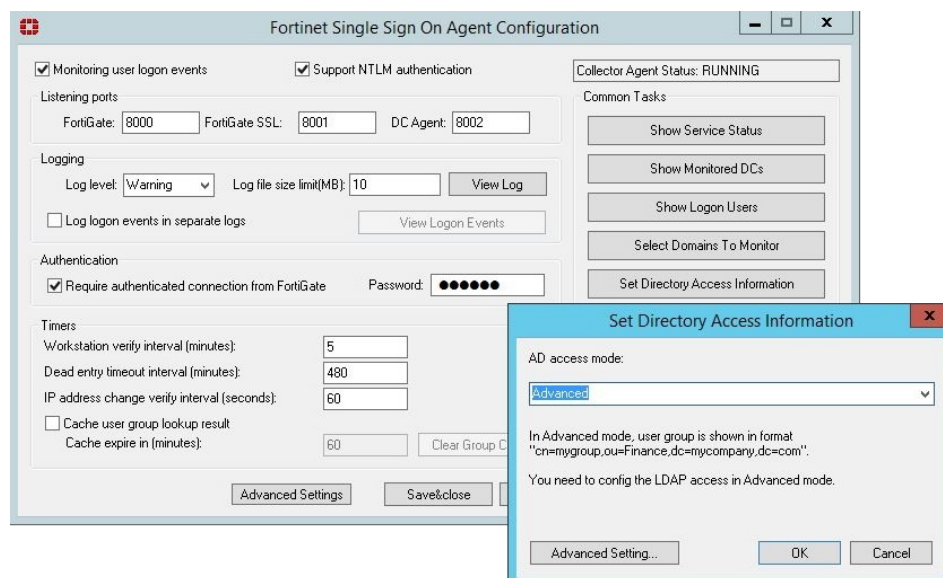 Fortinet Single Sign On Agent Configuration
Monitoring user logon events
Support NTLM authentication
Collector Agent Status: RUNNING
Listening ports
FortiGate: 8000 FortiGate SSL: 8001 DC Agent: 8002
Logging
Log level: Warning Log file size limit(MB): 10 View Log
Log logon events in separate logs View Logon Events
Authentication
Require authenticated connection from FortiGate Password: ●●●●●●
Timers
Workstation verify interval (minutes): 5
Dead entry timeout interval (minutes): 480
IP address change verify interval (seconds): 60
Cache user group lookup result
Cache expire in (minutes): 60 Clear Group C
Advanced Settings Save&close
Common Tasks
Show Service Status
Show Monitored DCs
Show Logon Users
Select Domains To Monitor
Set Directory Access Information
Set Directory Access Information
AD access mode:
Advanced
In Advanced mode, user group is shown in format
"cn=mygroup,ou=Finance,dc=mycompany,dc=com".
You need to config the LDAP access in Advanced mode.
Advanced Setting... OK Cancel